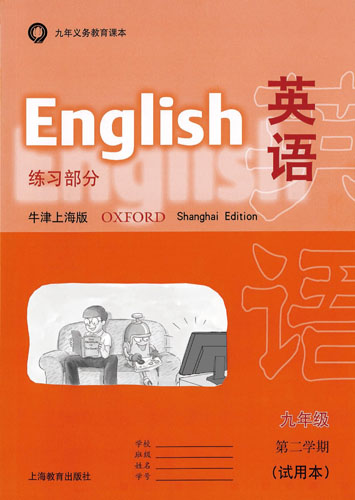 九年义务教育课本
English
英语
练习部分
牛津上海版 OXFORD Shanghai Edition
九年级
第二学期
(试用本)
学校
班级
姓名
学号
上海教育出版社